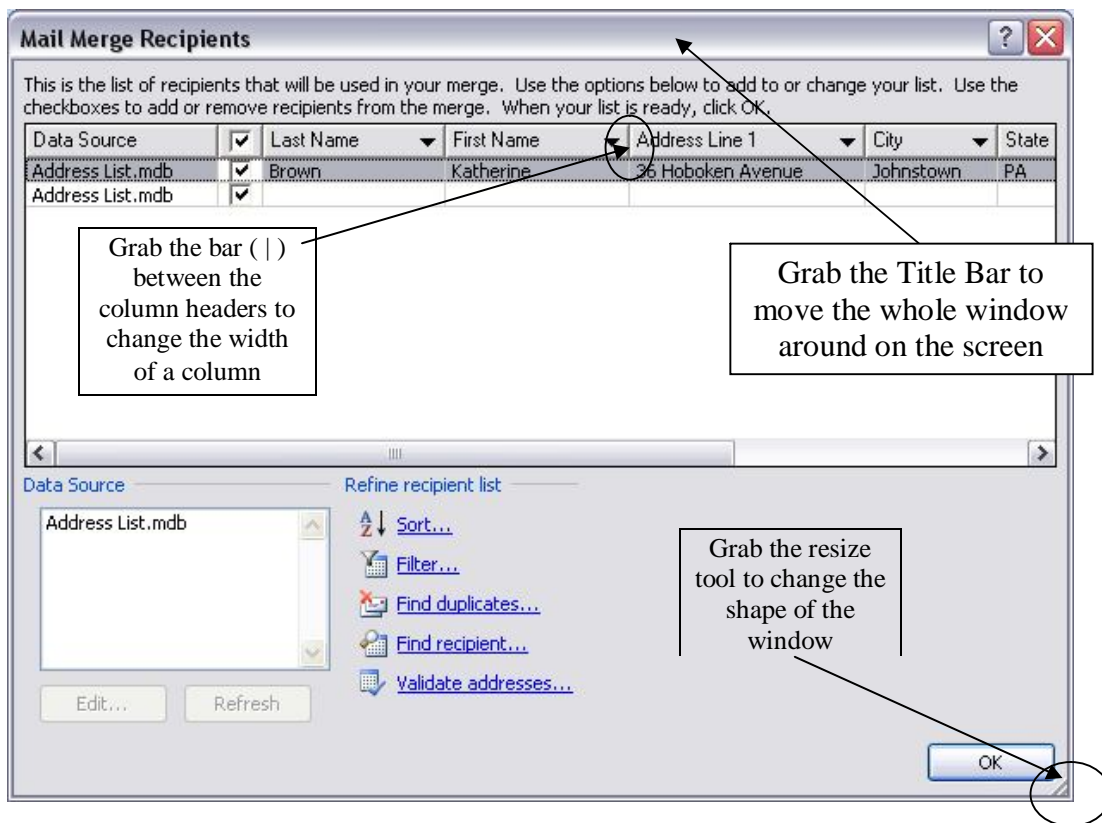 Mail Merge Recipients
This is the list of recipients that will be used in your merge. Use the options below to add to or change your list. Use the
checkboxes to add or remove recipients from the merge. When your list is ready, click OK.
Data Source Last Name First Name Address Line 1 City State
Address List.mdb Brown Katherine 36 Hoboken Avenue Johnstown PA
Address List.mdb
Grab the bar ( | )
between the
column headers to
change the width
of a column
Grab the Title Bar to
move the whole window
around on the screen
Data Source
Address List.mdb
Edit... Refresh
Refine recipient list
Sort...
Filter...
Find duplicates...
Find recipient...
Validate addresses...
Grab the resize
tool to change the
shape of the
window
OK